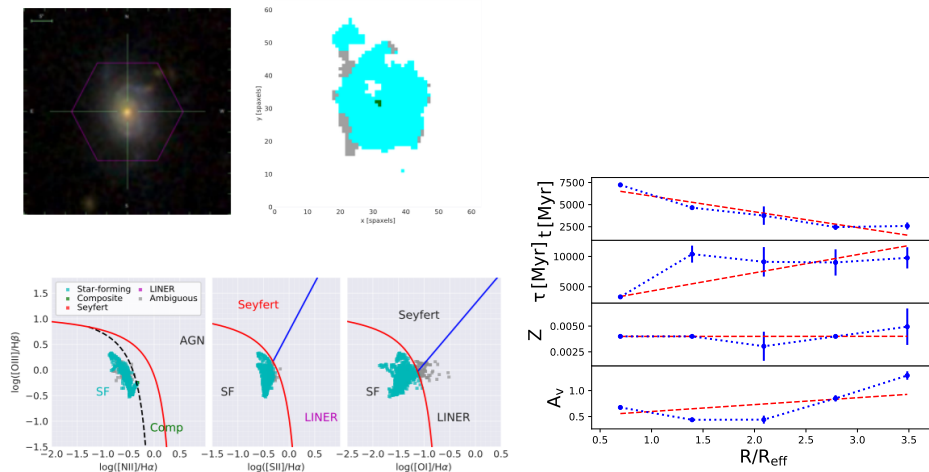 5"
N
E
W
S
60
50
40
30
20
10
0
y [spaxels]
0 10 20 30 40 50 60
x [spaxels]
Star-forming
Composite
Seyfert
LINER
Ambiguous
1.5
1.0
0.5
0.0
−0.5
−1.0
−1.5
log([OIII]/Hβ)
AGN
SF
Comp
−2.0 −1.5 −1.0 −0.5 0.0 0.5
log([NII]/Hα)
Seyfert
SF
LINER
−1.5 −1.0 −0.5 0.0 0.5
log([SII]/Hα)
Seyfert
SF
LINER
−2.0 −1.5 −1.0 −0.5 0.0
log([OI]/Hα)
7500
5000
2500
t [Myr]
10000
5000
τ [Myr]
0.0050
0.0025
Z
1.0
0.5
Av
0.5 1.0 1.5 2.0 2.5 3.0 3.5 4.0
R/Reff